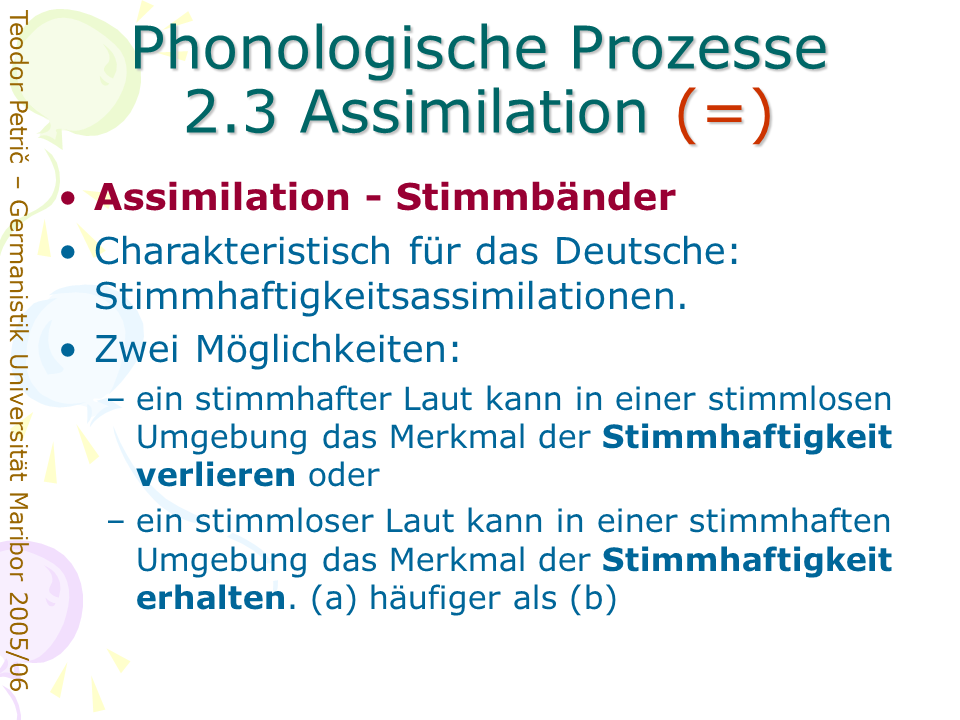 Phonologische Prozesse
2.3 Assimilation (=)
• Assimilation - Stimmbänder
• Charakteristisch für das Deutsche:
Stimmhaftigkeitsassimilationen.
• Zwei Möglichkeiten:
– ein stimmhafter Laut kann in einer stimmlosen
Umgebung das Merkmal der Stimmhaftigkeit
verlieren oder
– ein stimmloser Laut kann in einer stimmhaften
Umgebung das Merkmal der Stimmhaftigkeit
erhalten. (a) häufiger als (b)
Teodor Petrič – Germanistik Universität Maribor 2005/06